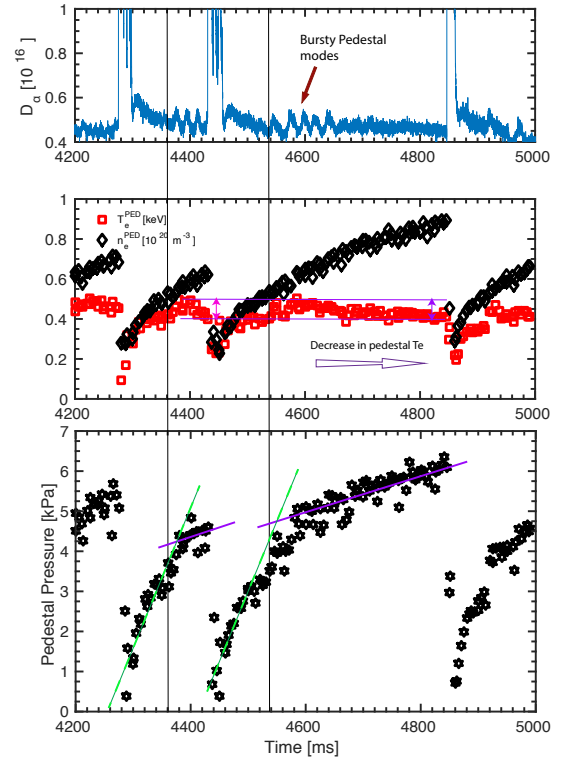 D_α [10^16]
1
0.8
0.6
0.4
Bursty Pedestal
modes
4200 4400 4600 4800 5000
1
0.8
0.6
0.4
0.2
0
T_e^PED [keV]
n_e^PED [10^20 m^-3]
Decrease in pedestal Te
4200 4400 4600 4800 5000
Pedestal Pressure [kPa]
7
6
5
4
3
2
1
0
4200 4400 4600 4800 5000
Time [ms]